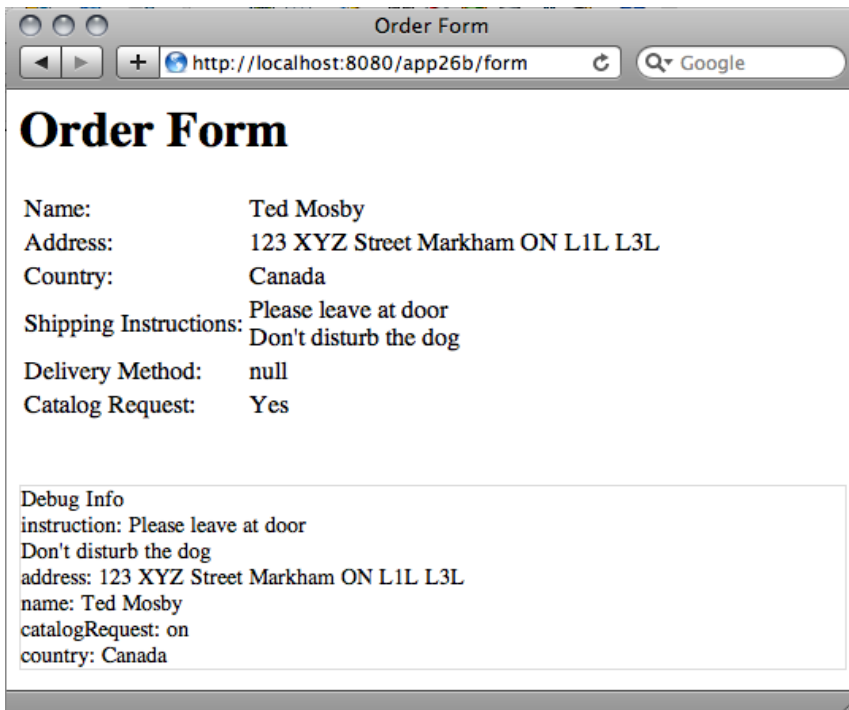 Order Form
http://localhost:8080/app26b/form
Google
Order Form
Name: Ted Mosby
Address: 123 XYZ Street Markham ON L1L L3L
Country: Canada
Shipping Instructions: Please leave at door
Don't disturb the dog
Delivery Method: null
Catalog Request: Yes
Debug Info
instruction: Please leave at door
Don't disturb the dog
address: 123 XYZ Street Markham ON L1L L3L
name: Ted Mosby
catalogRequest: on
country: Canada